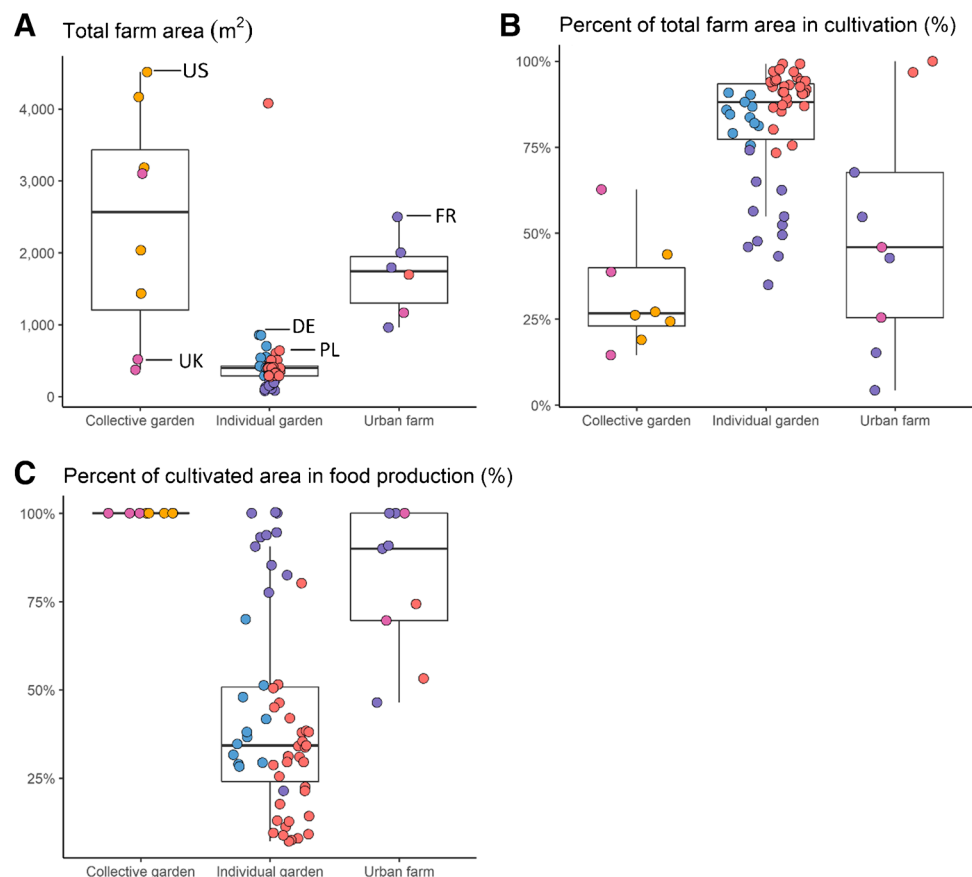 A Total farm area (m²)
4,000
3,000
2,000
1,000
0
US
UK
DE
PL
FR
Collective garden Individual garden Urban farm
B Percent of total farm area in cultivation (%)
100%
75%
50%
25%
0%
Collective garden Individual garden Urban farm
C Percent of cultivated area in food production (%)
100%
75%
50%
25%
Collective garden Individual garden Urban farm